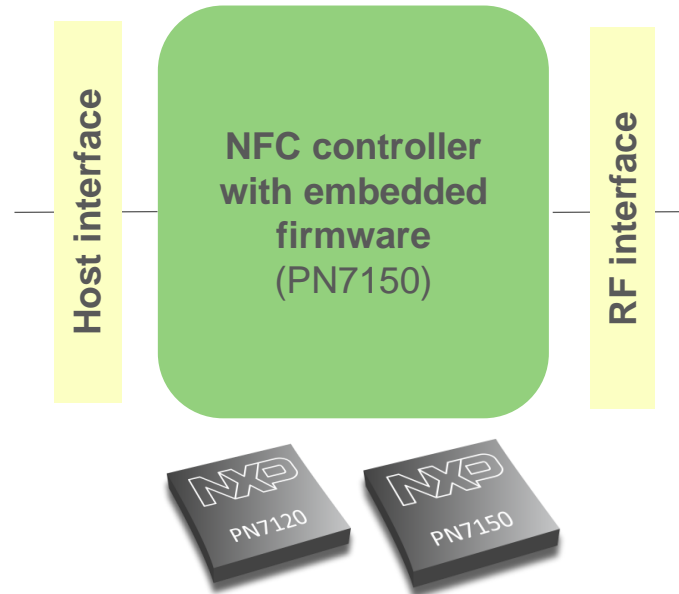 Host interface
NFC controller
with embedded
firmware
(PN7150)
RF interface
NXP
PN7120
NXP
PN7150